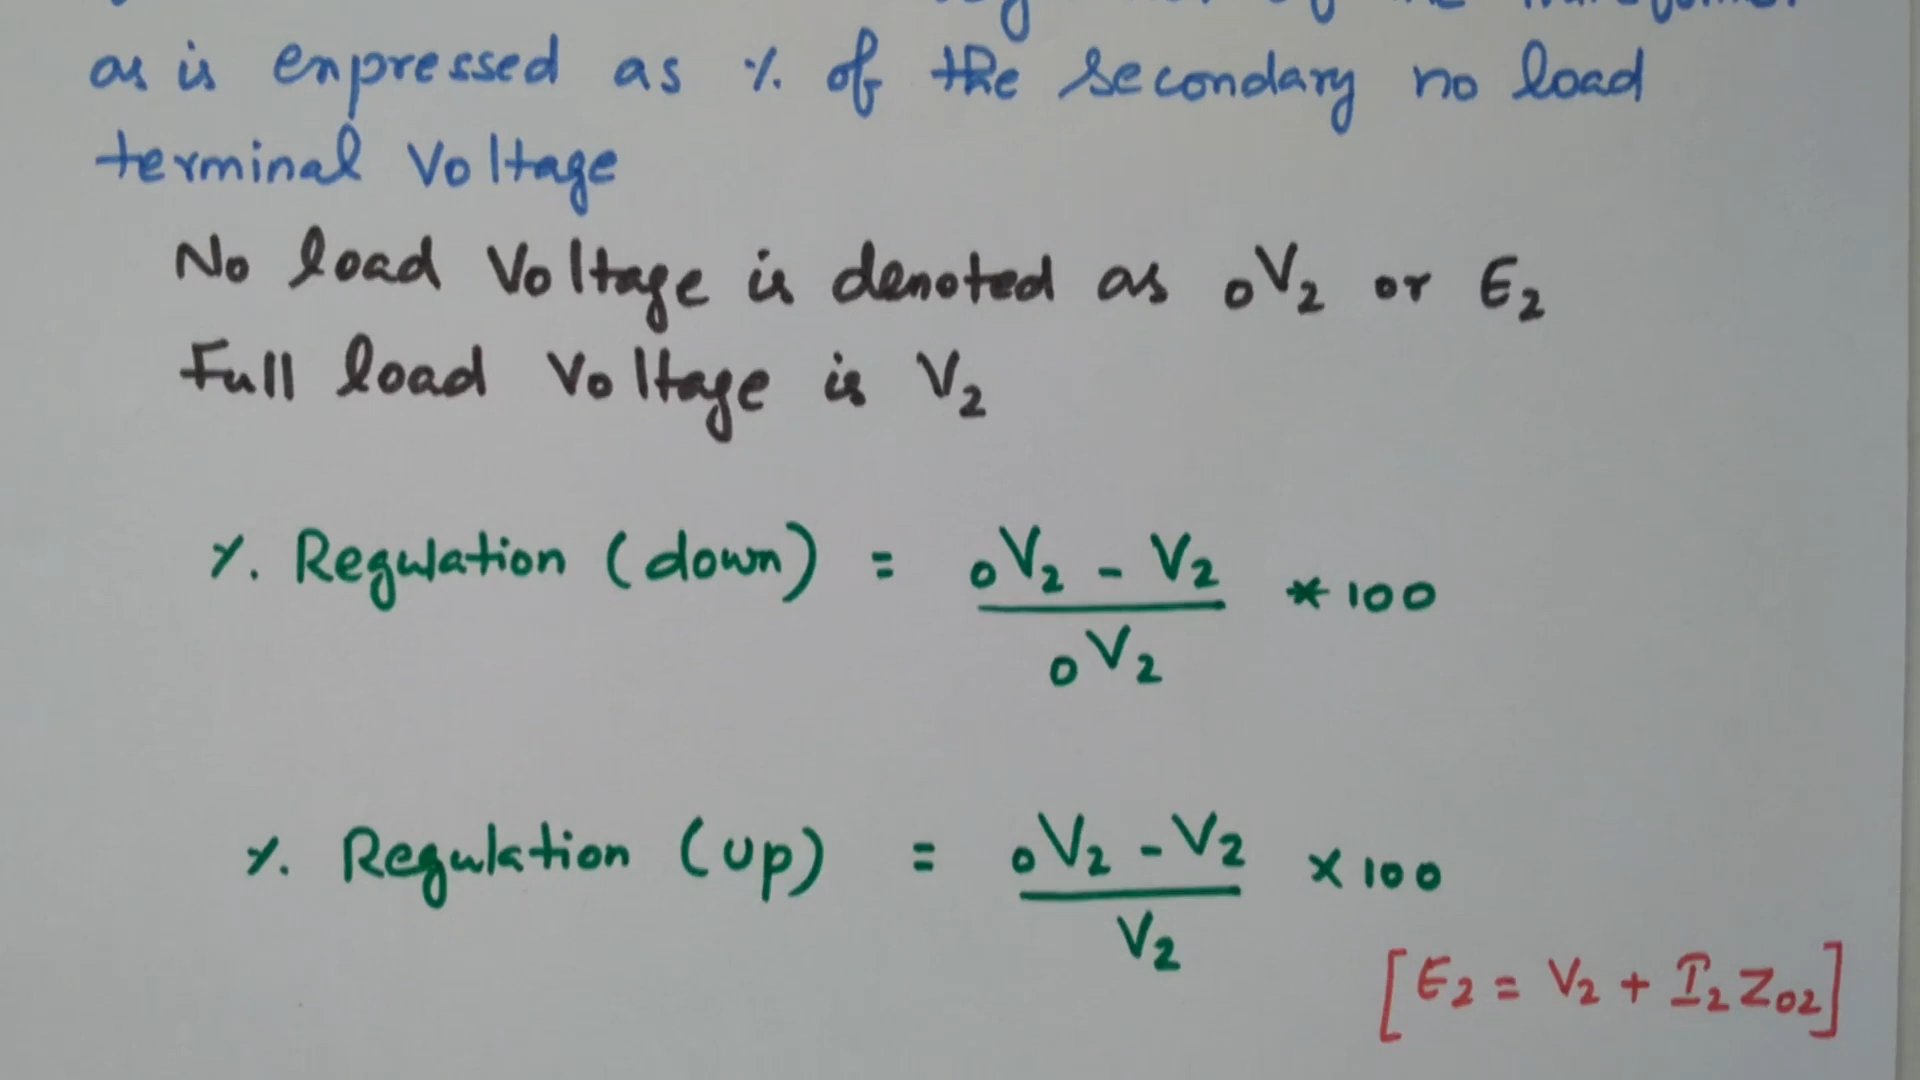 as is expressed as % of the secondary no load
terminal Voltage
No load Voltage is denoted as ₀V₂ or E₂
Full load Voltage is V₂
% Regulation (down) = (₀V₂ - V₂) / ₀V₂ * 100
% Regulation (up) = (₀V₂ - V₂) / V₂ × 100
[E₂ = V₂ + I₂ Z₀₂]